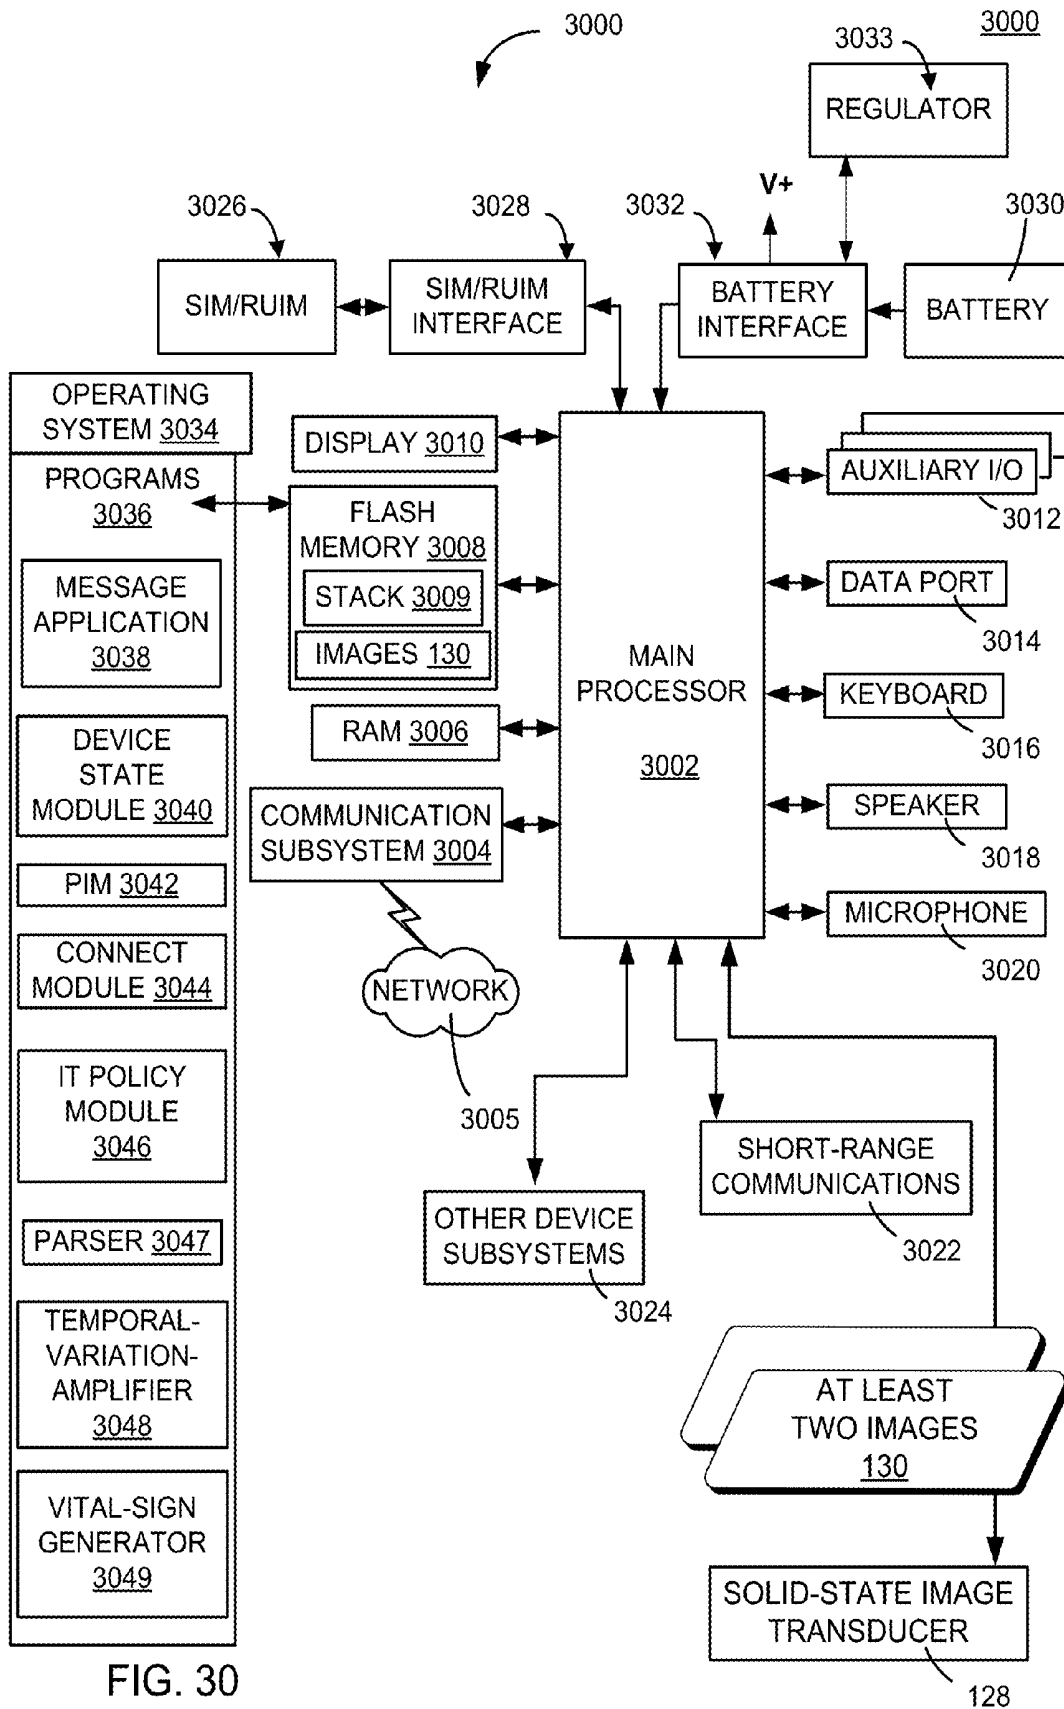 3000
3000
3033
REGULATOR
V+
3026
3028
3032
3030
SIM/RUIM
SIM/RUIM
INTERFACE
BATTERY
INTERFACE
BATTERY
OPERATING
SYSTEM 3034
PROGRAMS
3036
MESSAGE
APPLICATION
3038
DEVICE
STATE
MODULE 3040
PIM 3042
CONNECT
MODULE 3044
IT POLICY
MODULE
3046
PARSER 3047
TEMPORAL-
VARIATION-
AMPLIFIER
3048
VITAL-SIGN
GENERATOR
3049
DISPLAY 3010
FLASH
MEMORY 3008
STACK 3009
IMAGES 130
RAM 3006
COMMUNICATION
SUBSYSTEM 3004
NETWORK
3005
MAIN
PROCESSOR
3002
AUXILIARY I/O
3012
DATA PORT
3014
KEYBOARD
3016
SPEAKER
3018
MICROPHONE
3020
SHORT-RANGE
COMMUNICATIONS
3022
OTHER DEVICE
SUBSYSTEMS
3024
AT LEAST
TWO IMAGES
130
SOLID-STATE IMAGE
TRANSDUCER
128
FIG. 30